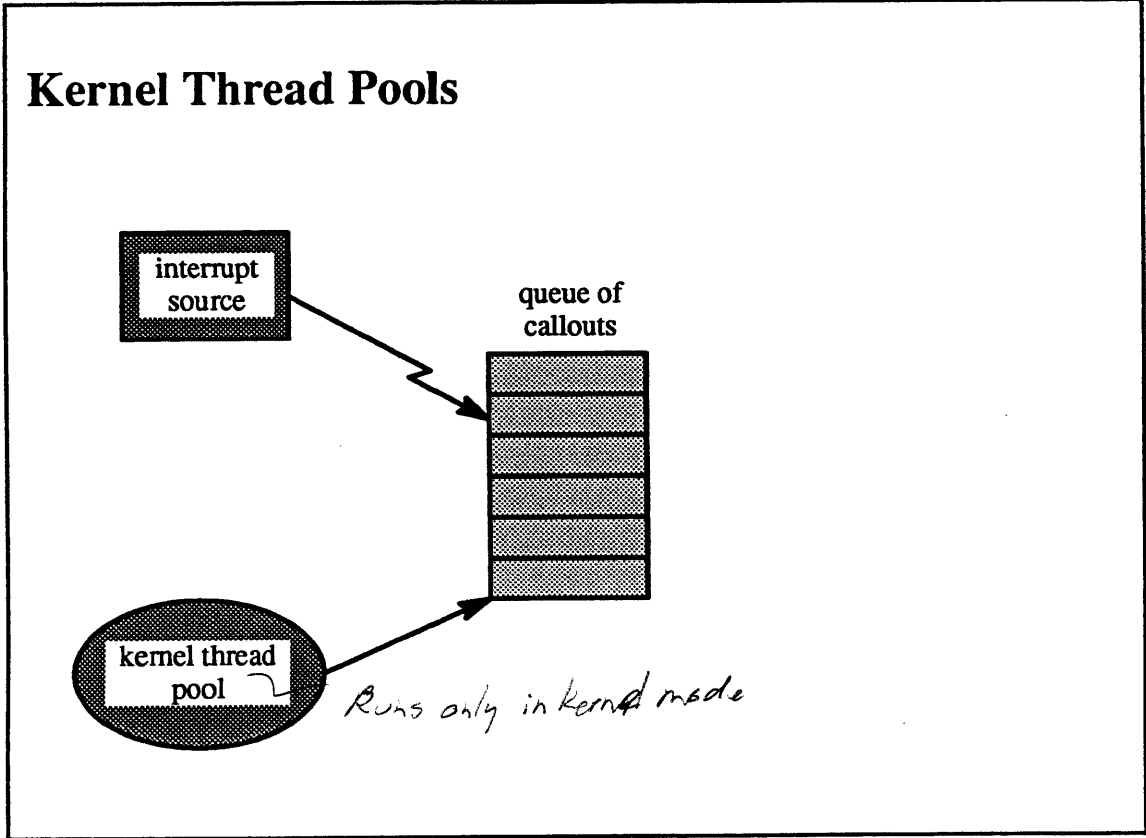 Kernel Thread Pools
interrupt
source
queue of
callouts
kernel thread
pool
Runs only in kernel mode